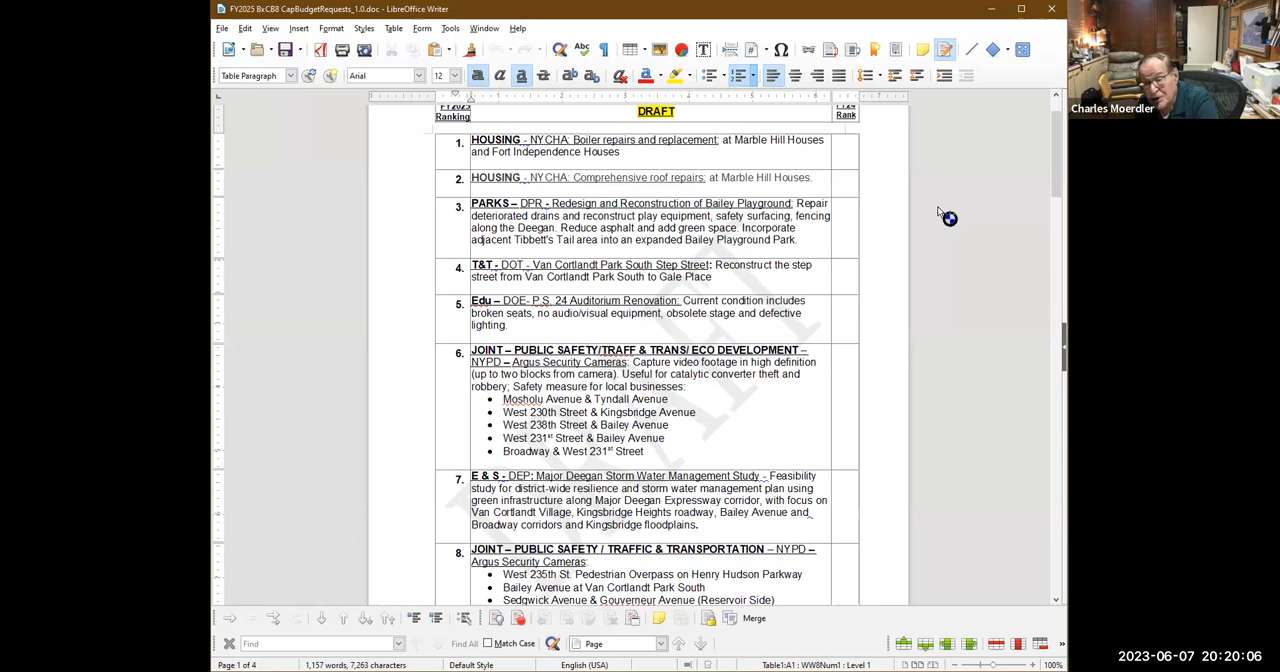 FY2025 BxCB8 CapBudgetRequests_1.0.doc - LibreOffice Writer
File Edit View Insert Format Styles Table Form Tools Window Help
Table Paragraph Arial 12
1 2 3 4 5 6 7
FY2025 DRAFT FY24
Ranking Rank
1. HOUSING - NYCHA: Boiler repairs and replacement: at Marble Hill Houses
and Fort Independence Houses
2. HOUSING - NYCHA: Comprehensive roof repairs: at Marble Hill Houses.
3. PARKS – DPR - Redesign and Reconstruction of Bailey Playground: Repair
deteriorated drains and reconstruct play equipment, safety surfacing, fencing
along the Deegan. Reduce asphalt and add green space. Incorporate
adjacent Tibbett's Tail area into an expanded Bailey Playground Park.
4. T&T - DOT - Van Cortlandt Park South Step Street: Reconstruct the step
street from Van Cortlandt Park South to Gale Place
5. Edu – DOE- P.S. 24 Auditorium Renovation: Current condition includes
broken seats, no audio/visual equipment, obsolete stage and defective
lighting.
6. JOINT – PUBLIC SAFETY/TRAFF & TRANS/ ECO DEVELOPMENT –
NYPD – Argus Security Cameras: Capture video footage in high definition
(up to two blocks from camera). Useful for catalytic converter theft and
robbery; Safety measure for local businesses:
• Mosholu Avenue & Tyndall Avenue
• West 230th Street & Kingsbridge Avenue
• West 238th Street & Bailey Avenue
• West 231st Street & Bailey Avenue
• Broadway & West 231st Street
7. E & S - DEP: Major Deegan Storm Water Management Study - Feasibility
study for district-wide resilience and storm water management plan using
green infrastructure along Major Deegan Expressway corridor, with focus on
Van Cortlandt Village, Kingsbridge Heights roadway, Bailey Avenue and
Broadway corridors and Kingsbridge floodplains.
8. JOINT – PUBLIC SAFETY / TRAFFIC & TRANSPORTATION – NYPD –
Argus Security Cameras:
• West 235th St. Pedestrian Overpass on Henry Hudson Parkway
• Bailey Avenue at Van Cortlandt Park South
• Sedgwick Avenue & Gouverneur Avenue (Reservoir Side)
DRAFT
Merge
Find Find All Match Case Page
Page 1 of 4 1,157 words, 7,263 characters Default Style English (USA) Table1:A1 : WW8Num1 : Level 1 100%
Charles Moerdler
2023-06-07 20:20:06